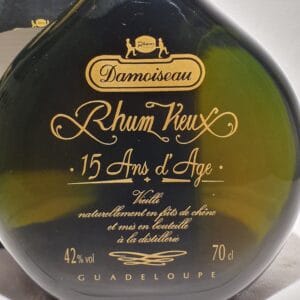 Damoiseau
Rhum Vieux
· 15 Ans d'Age ·
Vieilli
naturellement en fûts de chêne
et mis en bouteille
à la distillerie
42% vol 70 cl
GUADELOUPE